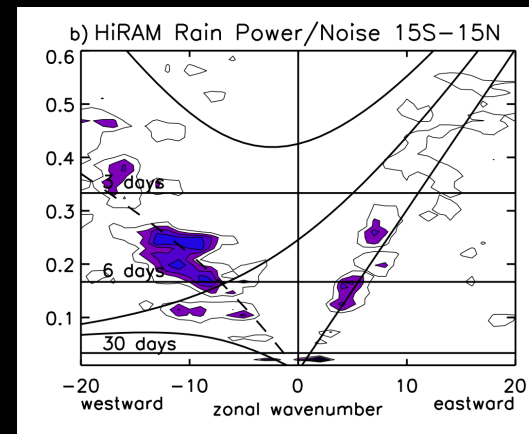 b) HiRAM Rain Power/Noise 15S-15N
0.6
0.5
0.4
3 days
0.3
0.2
6 days
0.1
30 days
-20 -10 0 10 20
westward zonal wavenumber eastward